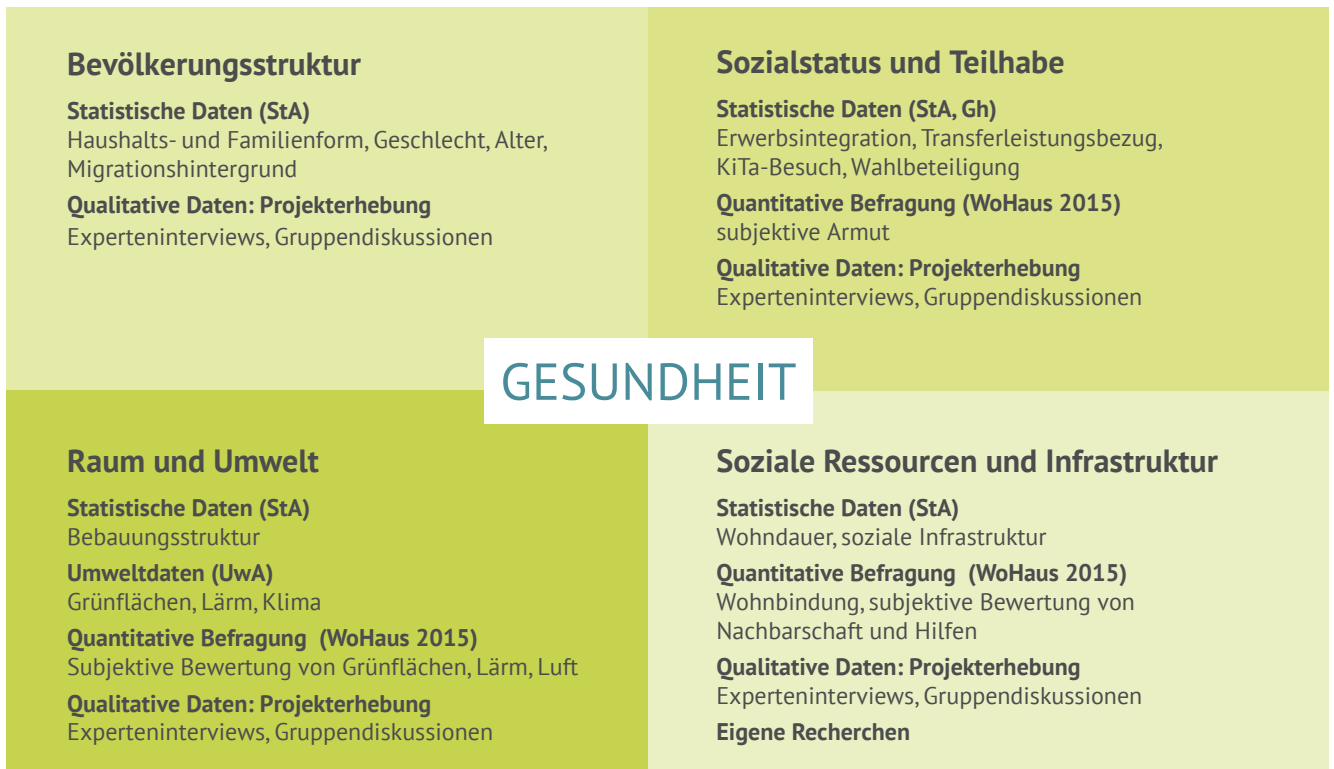 Bevölkerungsstruktur
Statistische Daten (StA)
Haushalts- und Familienform, Geschlecht, Alter,
Migrationshintergrund
Qualitative Daten: Projekterhebung
Experteninterviews, Gruppendiskussionen
Sozialstatus und Teilhabe
Statistische Daten (StA, Gh)
Erwerbsintegration, Transferleistungsbezug,
KiTa-Besuch, Wahlbeteiligung
Quantitative Befragung (WoHaus 2015)
subjektive Armut
Qualitative Daten: Projekterhebung
Experteninterviews, Gruppendiskussionen
GESUNDHEIT
Raum und Umwelt
Statistische Daten (StA)
Bebauungsstruktur
Umweltdaten (UwA)
Grünflächen, Lärm, Klima
Quantitative Befragung (WoHaus 2015)
Subjektive Bewertung von Grünflächen, Lärm, Luft
Qualitative Daten: Projekterhebung
Experteninterviews, Gruppendiskussionen
Soziale Ressourcen und Infrastruktur
Statistische Daten (StA)
Wohndauer, soziale Infrastruktur
Quantitative Befragung (WoHaus 2015)
Wohnbindung, subjektive Bewertung von
Nachbarschaft und Hilfen
Qualitative Daten: Projekterhebung
Experteninterviews, Gruppendiskussionen
Eigene Recherchen